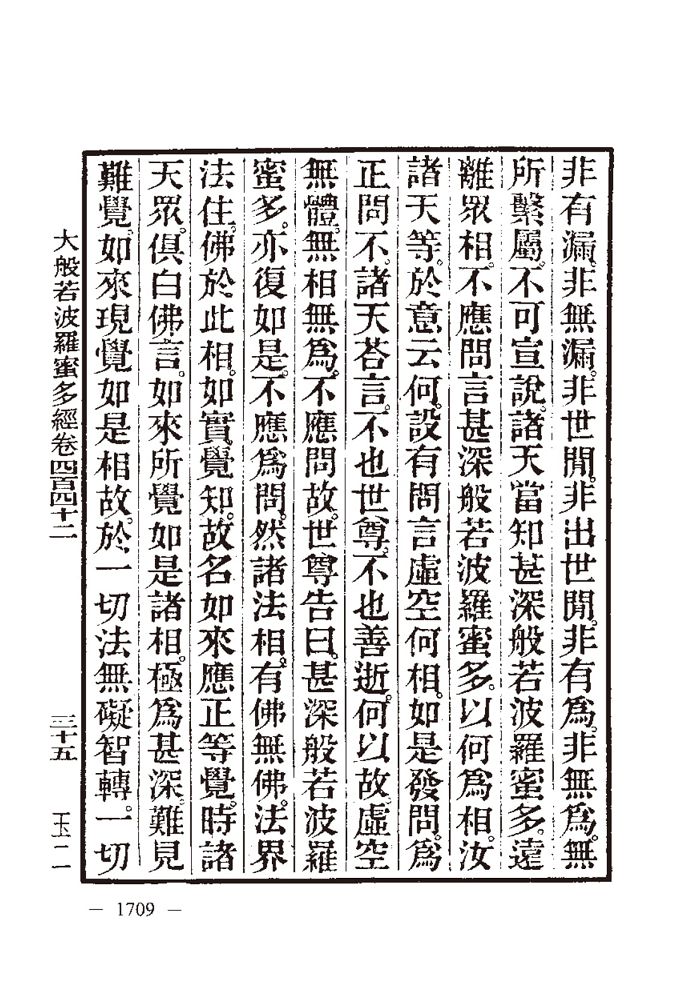 非有漏。非無漏。非世閒。非出世閒。非有爲。非無爲。無
所繫屬。不可宣說。諸天當知甚深般若波羅蜜多。遠
離眾相。不應問言甚深般若波羅蜜多。以何爲相。汝
諸天等。於意云何。設有問言虛空何相。如是發問。爲
正問不。諸天荅言。不也世尊。不也善逝。何以故。虛空
無體。無相無爲。不應問故。世尊告曰。甚深般若波羅
蜜多。亦復如是。不應爲問。然諸法相。有佛無佛。法界
法住。佛於此相。如實覺知。故名如來應正等覺。時諸
天眾。俱白佛言。如來所覺如是諸相。極爲甚深。難見
難覺。如來現覺如是相故。於一切法無礙智轉。一切
大般若波羅蜜多經卷四百四十二 三十五 玉二
— 1709 —